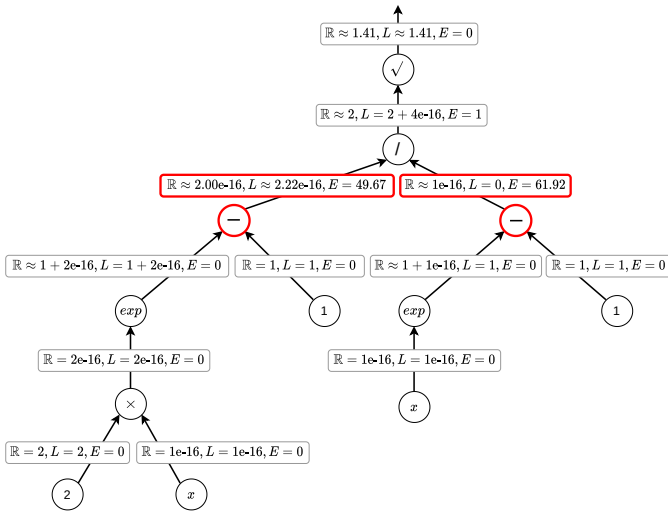 ℝ ≈ 1.41, L ≈ 1.41, E = 0
√
ℝ ≈ 2, L = 2 + 4e-16, E = 1
/
ℝ ≈ 2.00e-16, L ≈ 2.22e-16, E = 49.67
ℝ ≈ 1e-16, L = 0, E = 61.92
−
−
ℝ ≈ 1 + 2e-16, L = 1 + 2e-16, E = 0
ℝ = 1, L = 1, E = 0
ℝ ≈ 1 + 1e-16, L = 1, E = 0
ℝ = 1, L = 1, E = 0
exp
1
exp
1
ℝ = 2e-16, L = 2e-16, E = 0
ℝ = 1e-16, L = 1e-16, E = 0
×
x
ℝ = 2, L = 2, E = 0
ℝ = 1e-16, L = 1e-16, E = 0
2
x